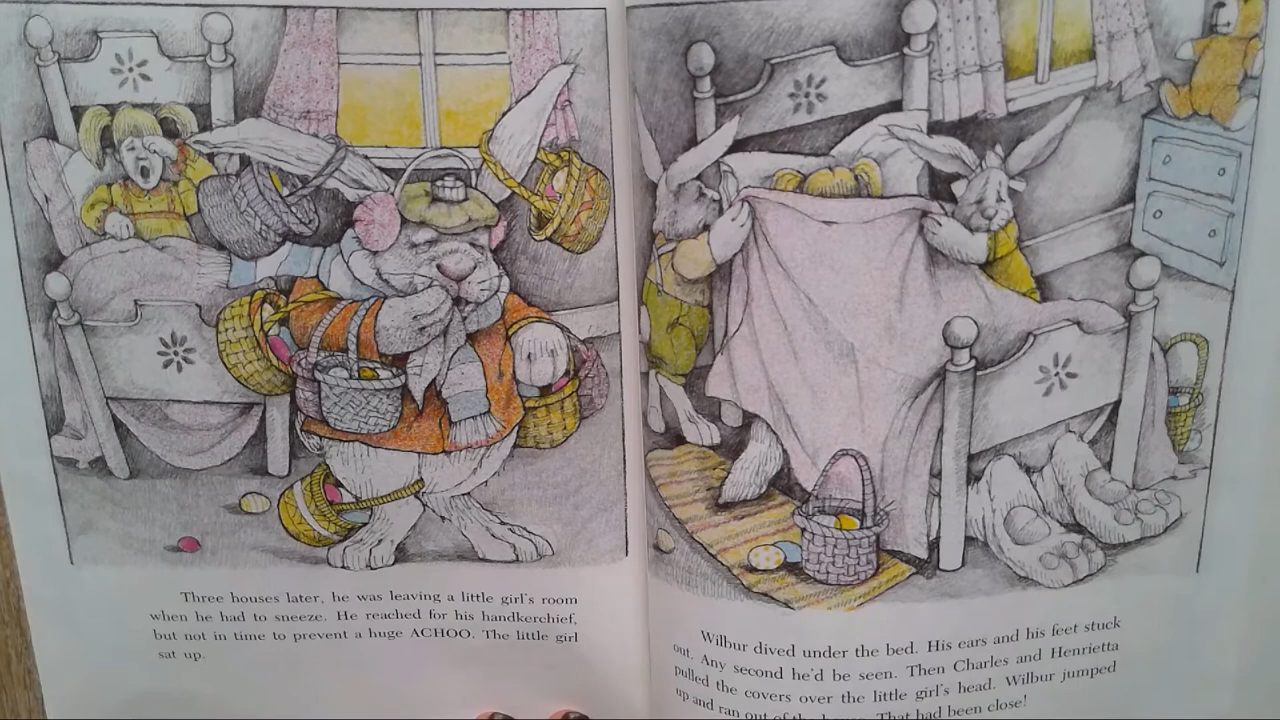 Three houses later, he was leaving a little girl's room
when he had to sneeze. He reached for his handkerchief,
but not in time to prevent a huge ACHOO. The little girl
sat up.
Wilbur dived under the bed. His ears and his feet stuck
out. Any second he'd be seen. Then Charles and Henrietta
pulled the covers over the little girl's head. Wilbur jumped
up and ran out of the house. That had been close!